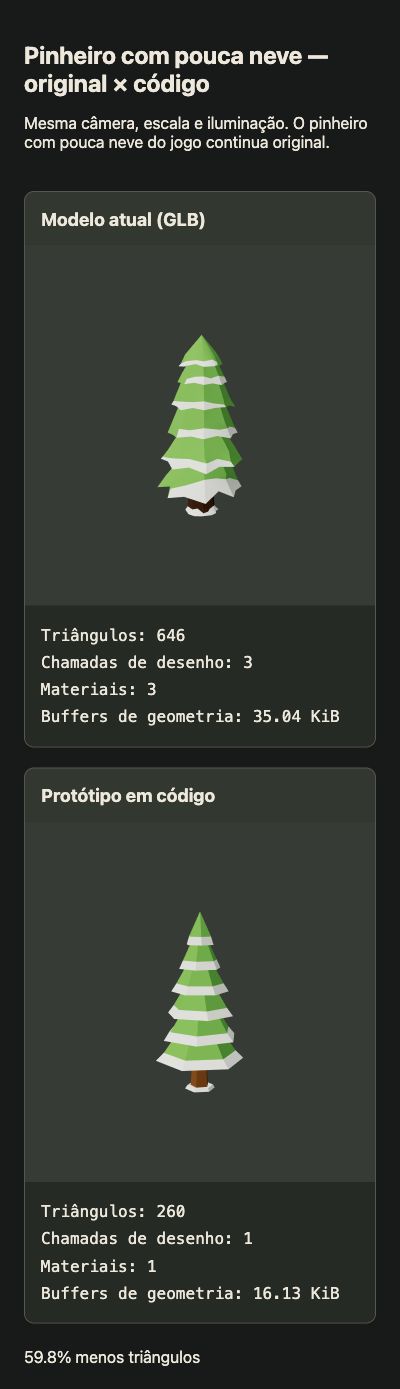 Pinheiro com pouca neve —
original × código
Mesma câmera, escala e iluminação. O pinheiro
com pouca neve do jogo continua original.
Modelo atual (GLB)
Triângulos: 646
Chamadas de desenho: 3
Materiais: 3
Buffers de geometria: 35.04 KiB
Protótipo em código
Triângulos: 260
Chamadas de desenho: 1
Materiais: 1
Buffers de geometria: 16.13 KiB
59.8% menos triângulos